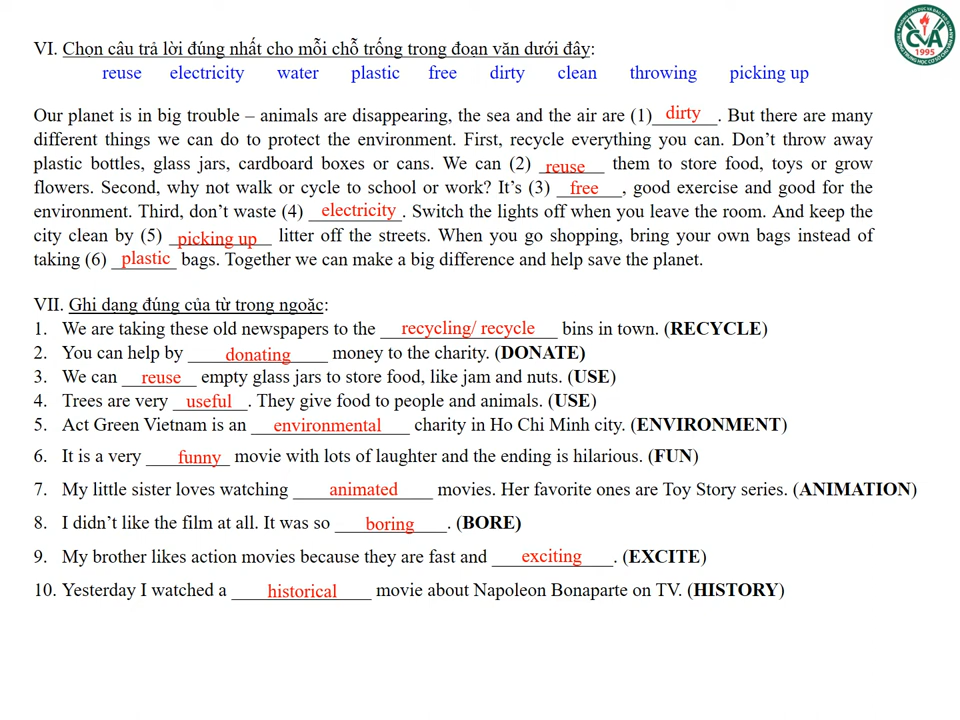 VI. Chọn câu trả lời đúng nhất cho mỗi chỗ trống trong đoạn văn dưới đây:
reuse electricity water plastic free dirty clean throwing picking up
Our planet is in big trouble – animals are disappearing, the sea and the air are (1) dirty. But there are many
different things we can do to protect the environment. First, recycle everything you can. Don’t throw away
plastic bottles, glass jars, cardboard boxes or cans. We can (2) reuse them to store food, toys or grow
flowers. Second, why not walk or cycle to school or work? It’s (3) free, good exercise and good for the
environment. Third, don’t waste (4) electricity. Switch the lights off when you leave the room. And keep the
city clean by (5) picking up litter off the streets. When you go shopping, bring your own bags instead of
taking (6) plastic bags. Together we can make a big difference and help save the planet.
VII. Ghi dạng đúng của từ trong ngoặc:
1. We are taking these old newspapers to the recycling/ recycle bins in town. (RECYCLE)
2. You can help by donating money to the charity. (DONATE)
3. We can reuse empty glass jars to store food, like jam and nuts. (USE)
4. Trees are very useful. They give food to people and animals. (USE)
5. Act Green Vietnam is an environmental charity in Ho Chi Minh city. (ENVIRONMENT)
6. It is a very funny movie with lots of laughter and the ending is hilarious. (FUN)
7. My little sister loves watching animated movies. Her favorite ones are Toy Story series. (ANIMATION)
8. I didn’t like the film at all. It was so boring. (BORE)
9. My brother likes action movies because they are fast and exciting. (EXCITE)
10. Yesterday I watched a historical movie about Napoleon Bonaparte on TV. (HISTORY)
CVA
1995